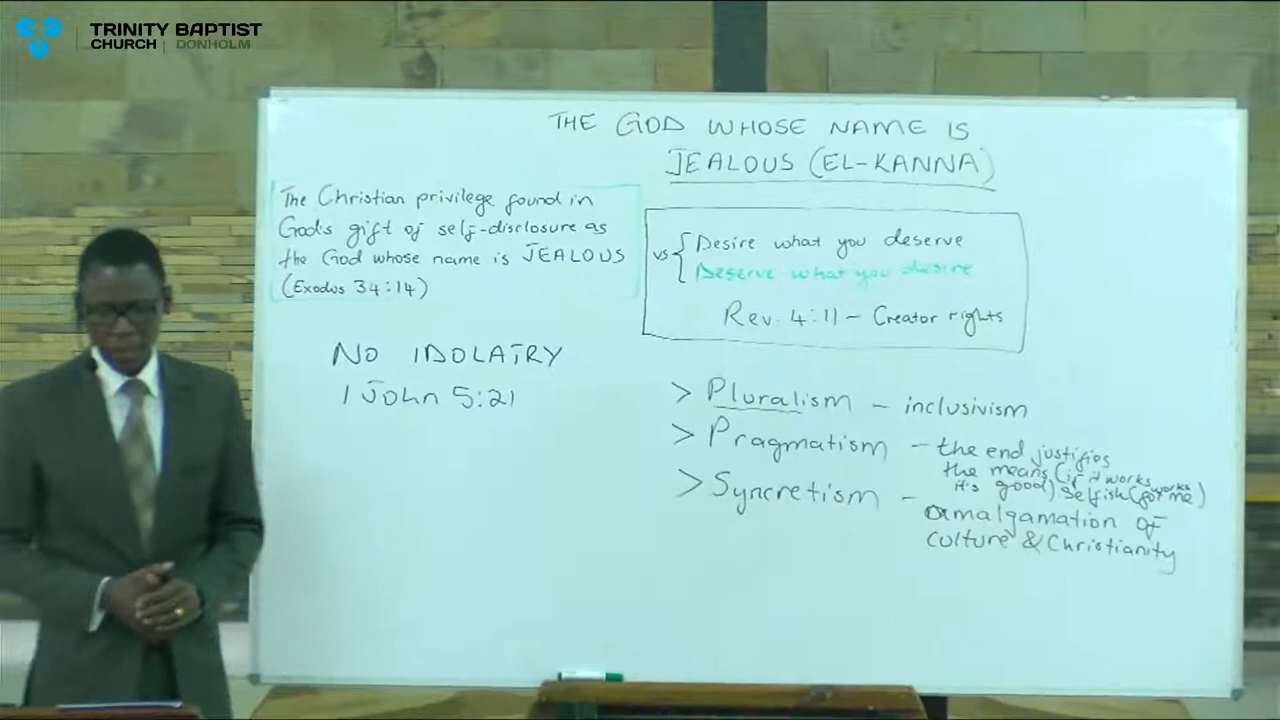 TRINITY BAPTIST
CHURCH | DONHOLM
THE GOD WHOSE NAME IS
JEALOUS (EL-KANNA)
The Christian privilege found in
God's gift of self-disclosure as
the God whose name is JEALOUS
(Exodus 34:14)
NO IDOLATRY
1 John 5:21
vs { Desire what you deserve
Deserve what you desire
Rev. 4:11 – Creator rights
> Pluralism – inclusivism
> Pragmatism – the end justifies
the means (if it works
it's good) selfish (works for me)
> Syncretism –
amalgamation of
culture & Christianity